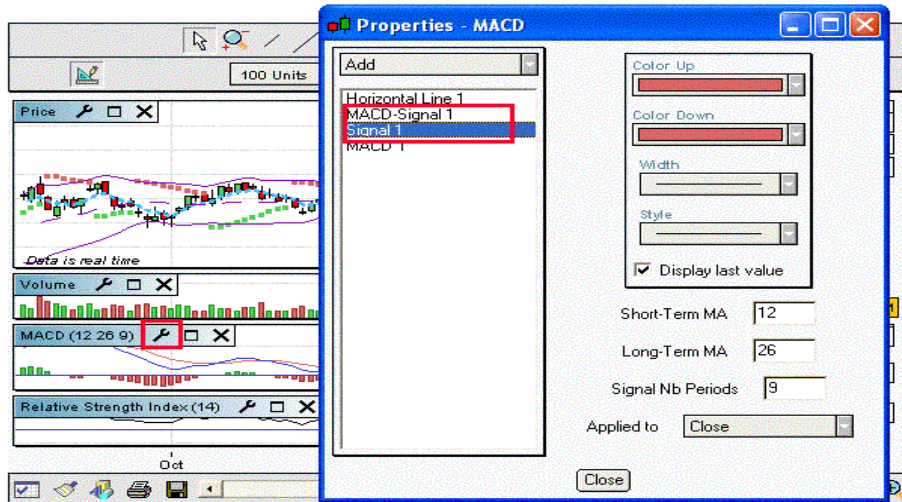 Properties - MACD
100 Units
Add
Horizontal Line 1
MACD-Signal 1
Signal 1
MACD 1
Color Up
Color Down
Width
Style
Display last value
Short-Term MA 12
Long-Term MA 26
Signal Nb Periods 9
Applied to Close
Close
Price
Data is real time
Volume
MACD (12 26 9)
Relative Strength Index (14)
Oct